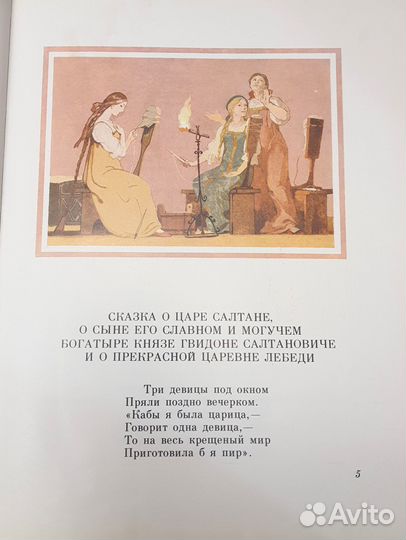 СКАЗКА О ЦАРЕ САЛТАНЕ,
О СЫНЕ ЕГО СЛАВНОМ И МОГУЧЕМ
БОГАТЫРЕ КНЯЗЕ ГВИДОНЕ САЛТАНОВИЧЕ
И О ПРЕКРАСНОЙ ЦАРЕВНЕ ЛЕБЕДИ
Три девицы под окном
Пряли поздно вечерком.
«Кабы я была царица,—
Говорит одна девица,—
То на весь крещеный мир
Приготовила б я пир».
5
Avito